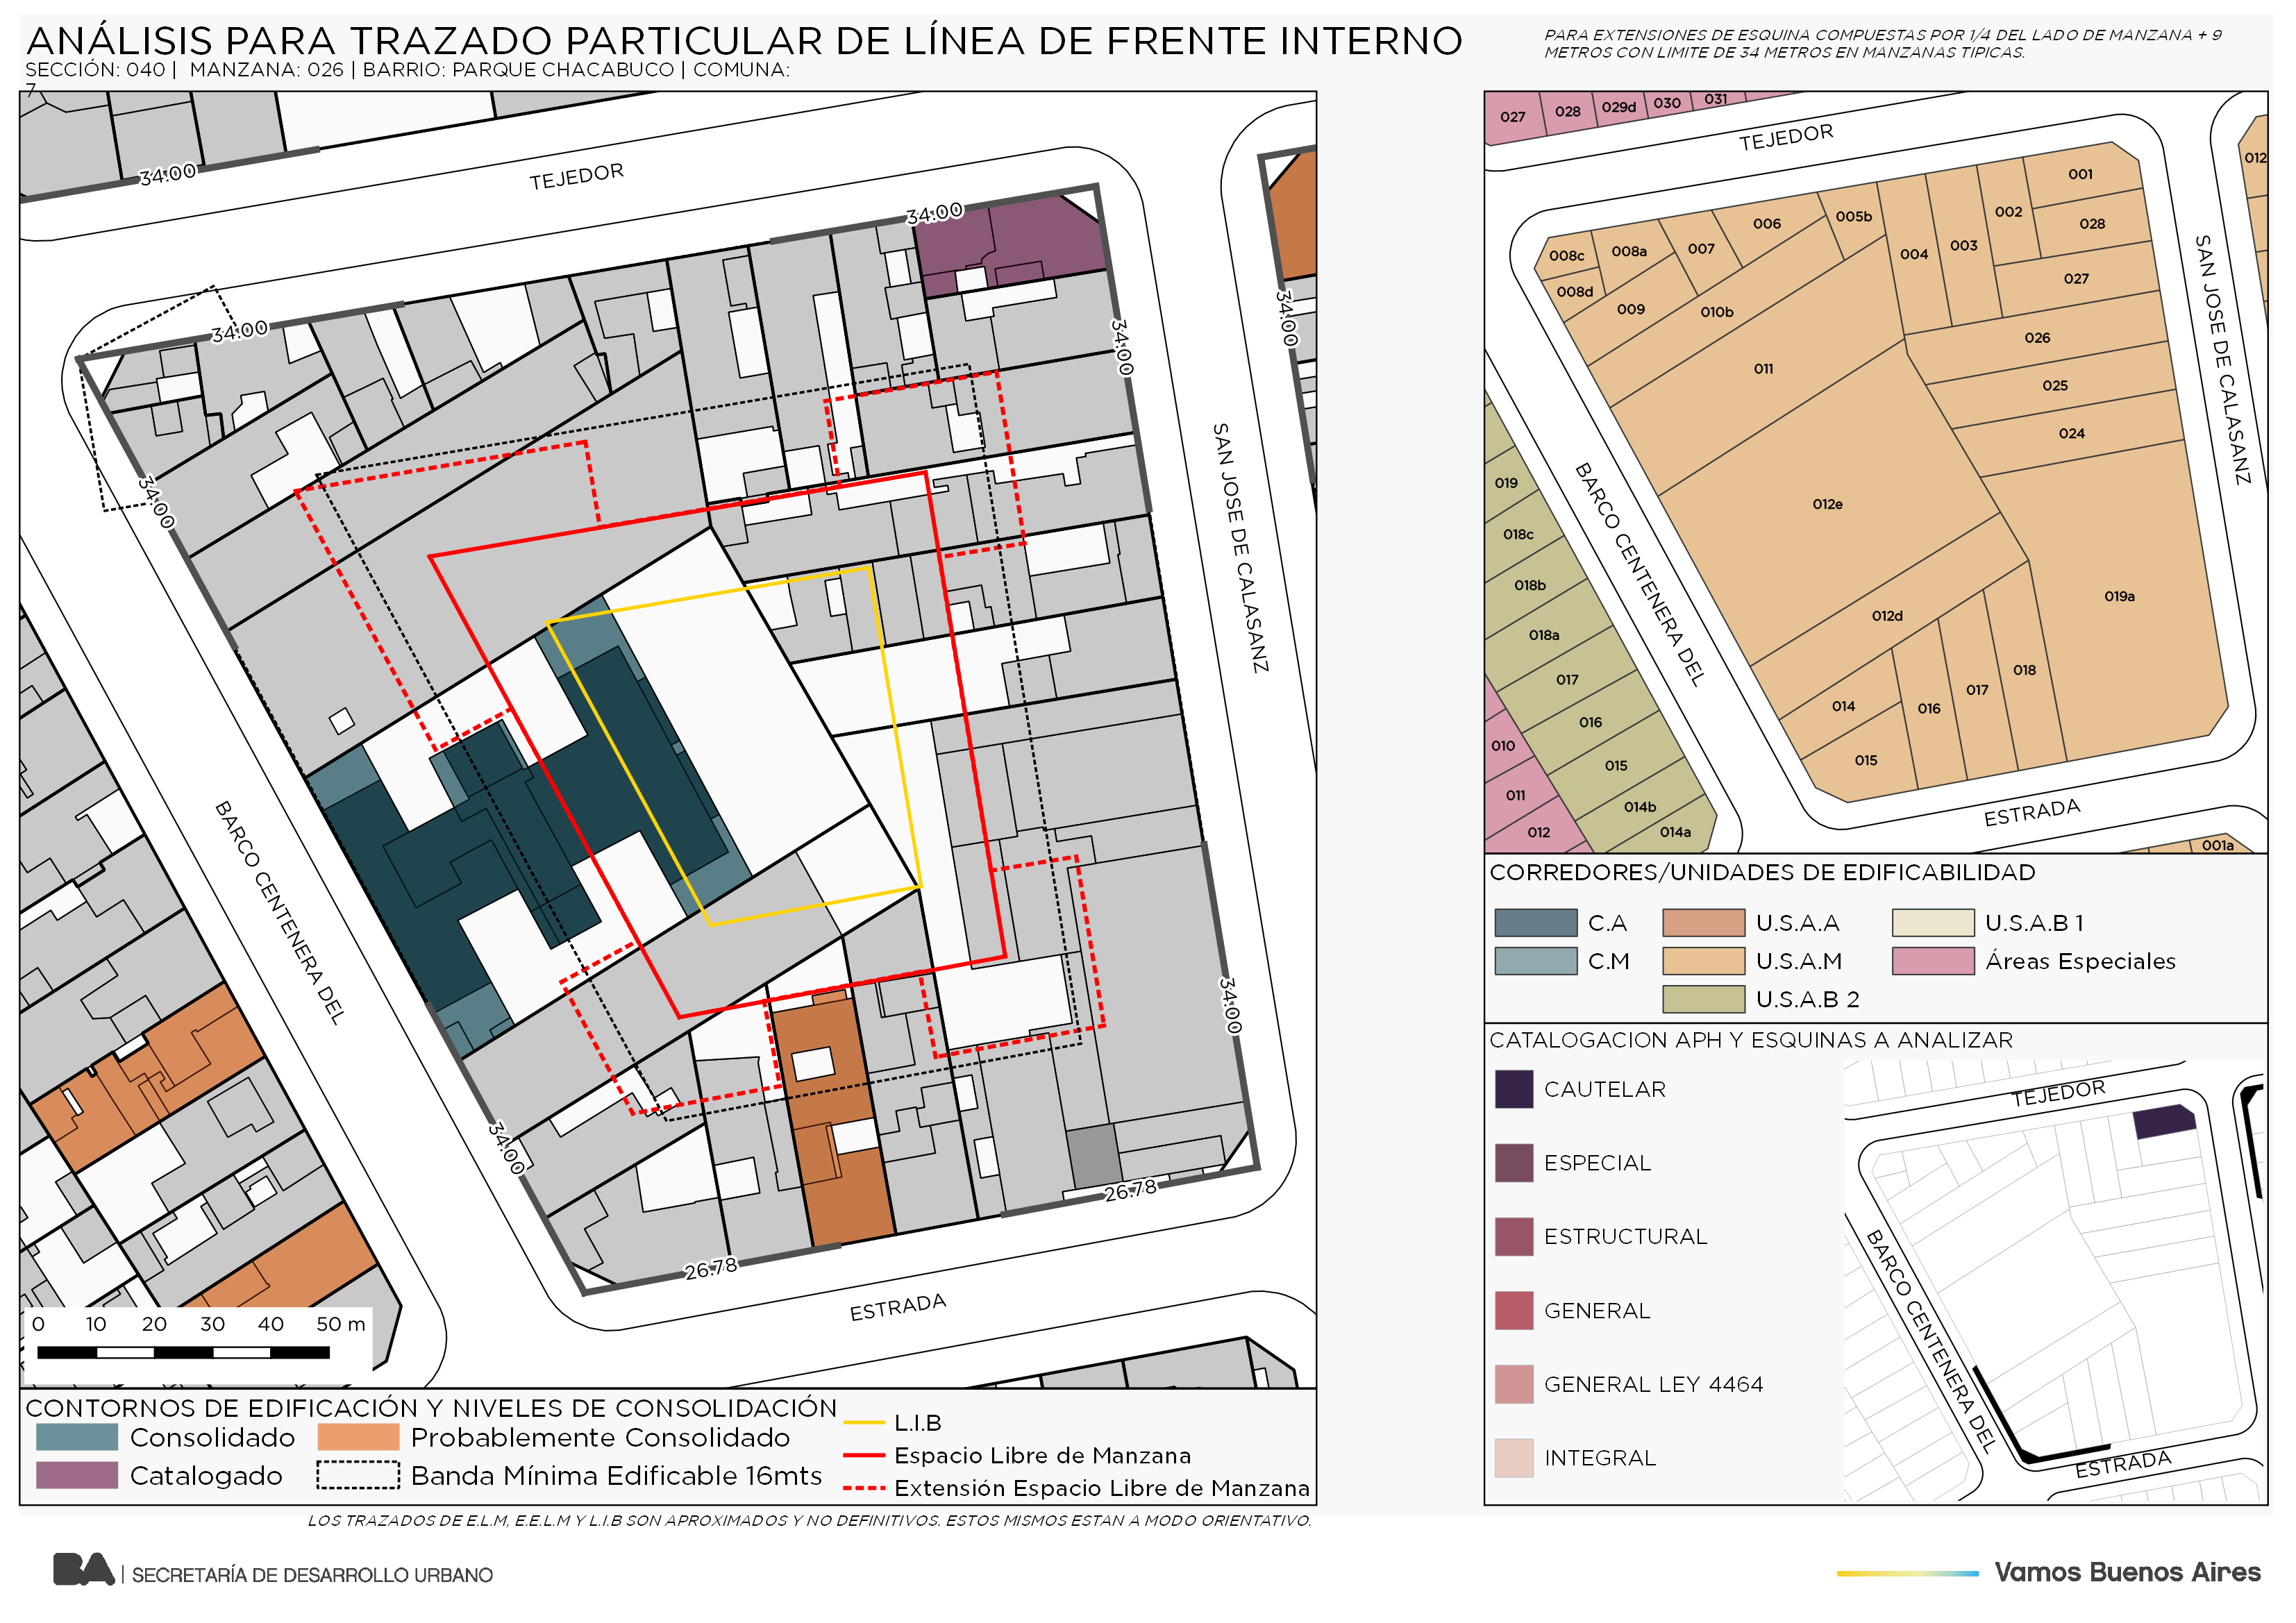 ANÁLISIS PARA TRAZADO PARTICULAR DE LÍNEA DE FRENTE INTERNO
SECCIÓN: 040 | MANZANA: 026 | BARRIO: PARQUE CHACABUCO | COMUNA:
7
PARA EXTENSIONES DE ESQUINA COMPUESTAS POR 1/4 DEL LADO DE MANZANA + 9
METROS CON LIMITE DE 34 METROS EN MANZANAS TIPICAS.
34.00
TEJEDOR
34.00
34.00
34.00
34.00
34.00
SAN JOSE DE CALASANZ
BARCO CENTENERA DEL
34.00
34.00
26.78
26.78
ESTRADA
0 10 20 30 40 50 m
CONTORNOS DE EDIFICACIÓN Y NIVELES DE CONSOLIDACIÓN
Consolidado
Probablemente Consolidado
Catalogado
Banda Mínima Edificable 16mts
L.I.B
Espacio Libre de Manzana
Extensión Espacio Libre de Manzana
LOS TRAZADOS DE E.L.M, E.E.L.M Y L.I.B SON APROXIMADOS Y NO DEFINITIVOS. ESTOS MISMOS ESTAN A MODO ORIENTATIVO.
027
028
029d
030
031
TEJEDOR
012
001
002
028
003
004
005b
006
007
008a
008c
008d
009
010b
011
027
026
025
024
012e
019a
012d
014
015
016
017
018
SAN JOSE DE CALASANZ
BARCO CENTENERA DEL
ESTRADA
019
018c
018b
018a
017
016
015
014b
014a
010
011
012
001a
CORREDORES/UNIDADES DE EDIFICABILIDAD
C.A
U.S.A.A
U.S.A.B 1
C.M
U.S.A.M
Áreas Especiales
U.S.A.B 2
CATALOGACION APH Y ESQUINAS A ANALIZAR
CAUTELAR
ESPECIAL
ESTRUCTURAL
GENERAL
GENERAL LEY 4464
INTEGRAL
TEJEDOR
BARCO CENTENERA DEL
ESTRADA
BA | SECRETARÍA DE DESARROLLO URBANO
Vamos Buenos Aires